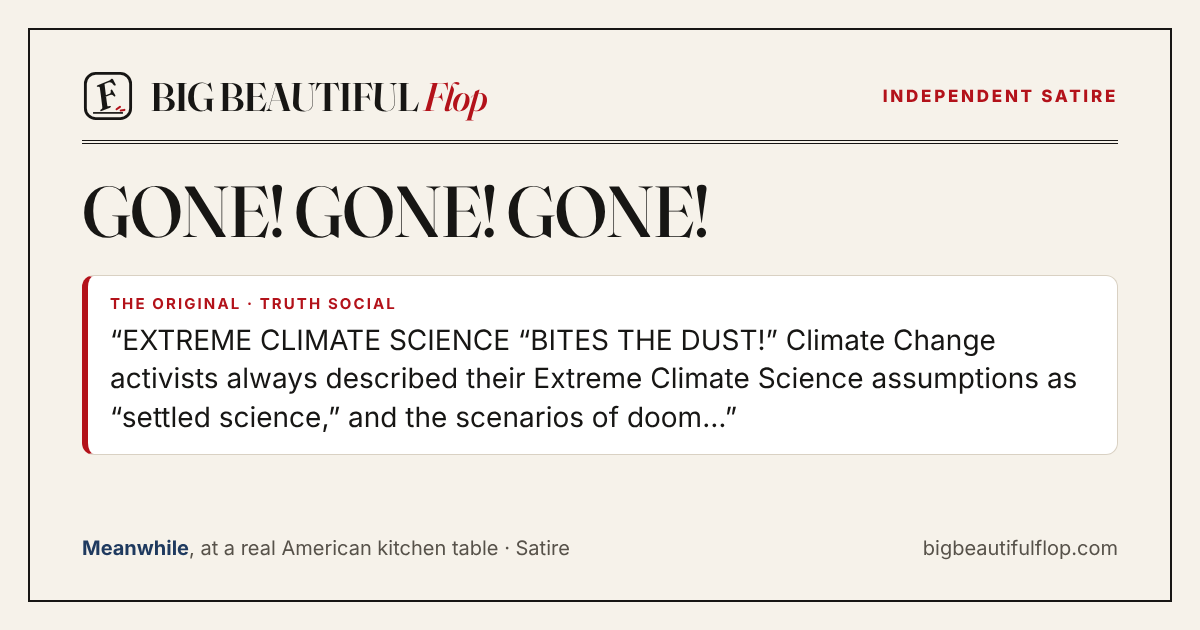 F
BIG BEAUTIFUL Flop
INDEPENDENT SATIRE
GONE! GONE! GONE!
THE ORIGINAL · TRUTH SOCIAL
“EXTREME CLIMATE SCIENCE “BITES THE DUST!” Climate Change
activists always described their Extreme Climate Science assumptions as
“settled science,” and the scenarios of doom...”
Meanwhile, at a real American kitchen table · Satire
bigbeautifulflop.com